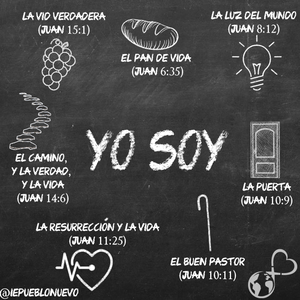 LA VID VERDADERA
(JUAN 15:1)
EL PAN DE VIDA
(JUAN 6:35)
LA LUZ DEL MUNDO
(JUAN 8:12)
YO SOY
EL CAMINO,
Y LA VERDAD,
Y LA VIDA
(JUAN 14:6)
LA PUERTA
(JUAN 10:9)
LA RESURRECCIÓN Y LA VIDA
(JUAN 11:25)
EL BUEN PASTOR
(JUAN 10:11)
@IEPUEBLONUEVO